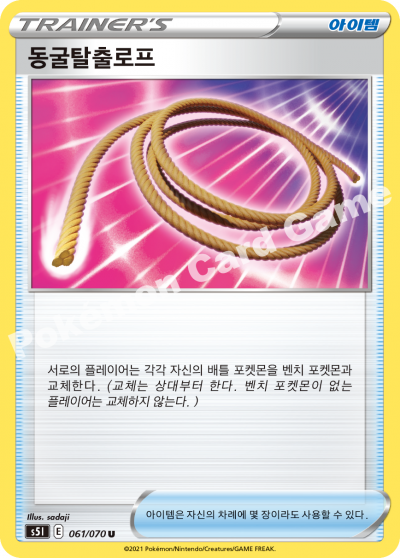 TRAINER'S
아이템
동굴탈출로프
Pokémon Card Game
서로의 플레이어는 각각 자신의 배틀 포켓몬을 벤치 포켓몬과
교체한다. (교체는 상대부터 한다. 벤치 포켓몬이 없는
플레이어는 교체하지 않는다. )
Illus. sadaji
s5I E 061/070 U
아이템은 자신의 차례에 몇 장이라도 사용할 수 있다.
©2021 Pokémon/Nintendo/Creatures/GAME FREAK.